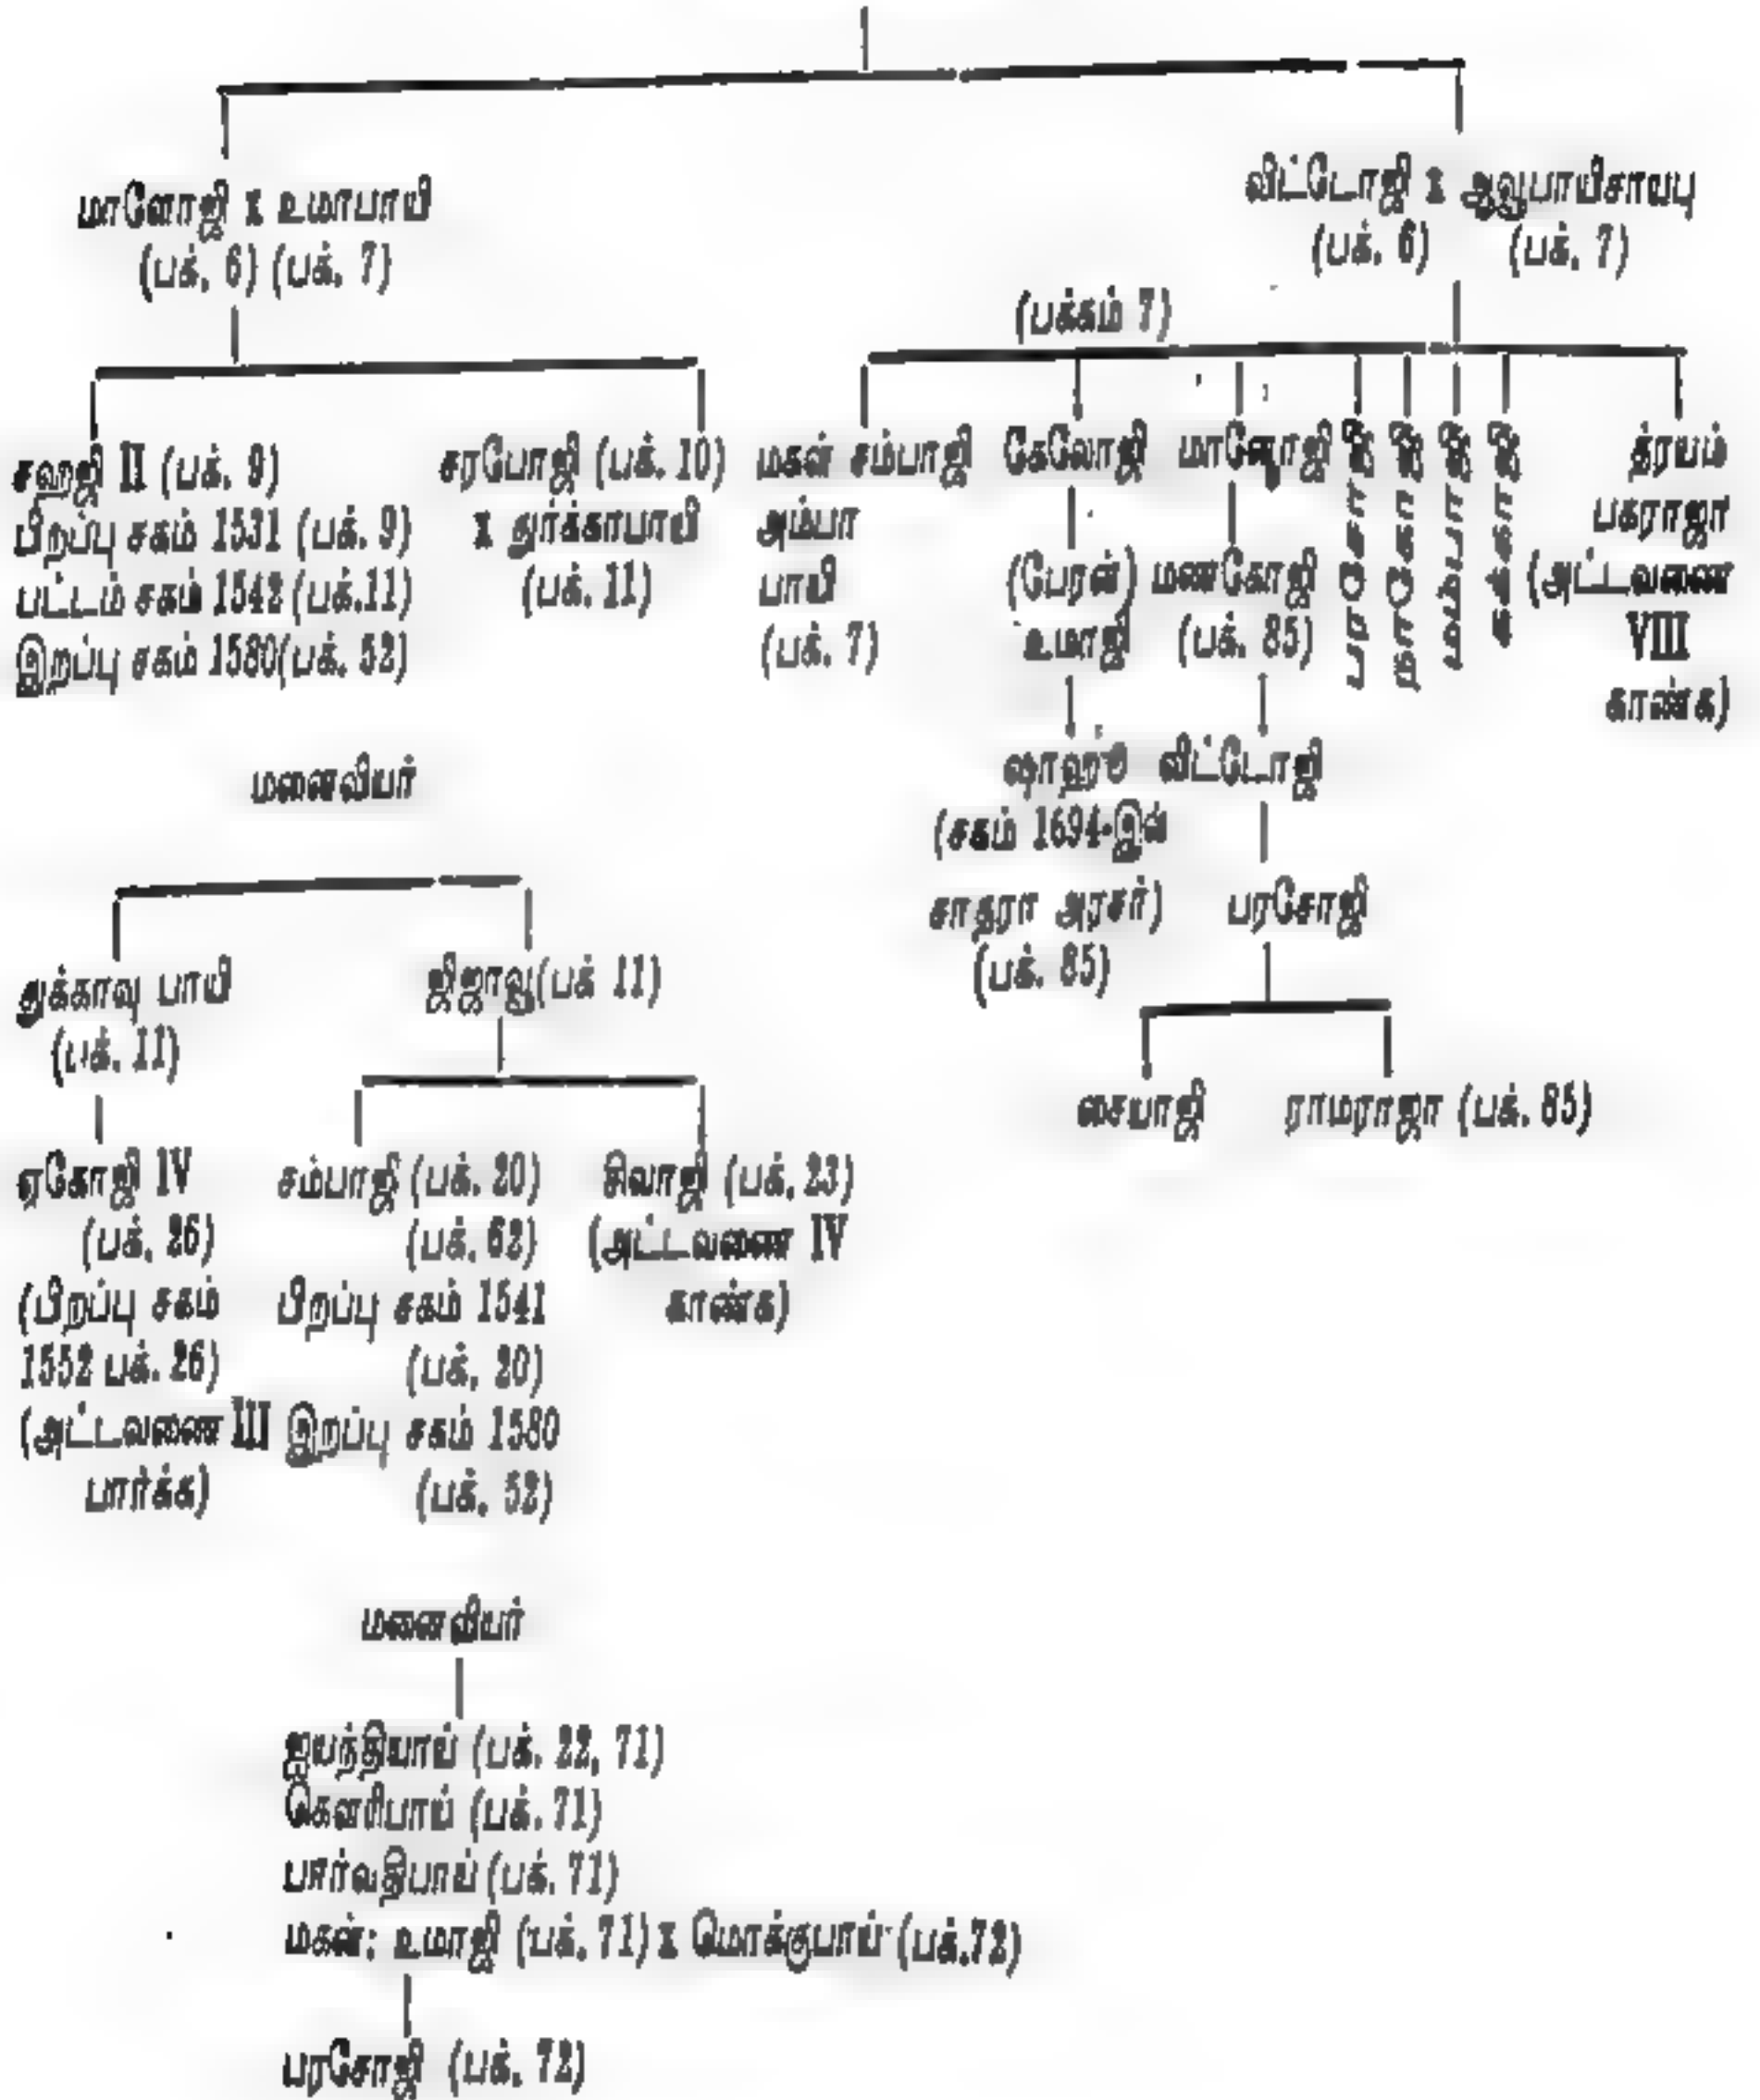 மாளோஜி x உமாபாயி
(பக். 6) (பக். 7)
விட்டோஜி x ஆவுபாயிசாயபு
(பக். 6) (பக். 7)
(பக்கம் 7)
சஹஜி II (பக். 9)
பிறப்பு சகம் 1531 (பக். 9)
பட்டம் சகம் 1542 (பக்.11)
இறப்பு சகம் 1580(பக். 52)
சரபோஜி (பக். 10)
x துர்க்காபாயி
(பக். 11)
மகள் சம்பாஜி
அம்பா
பாயி
(பக். 7)
கேலோஜி
(பேரன்)
உமாஜி
ஷாஹூ
(சகம் 1694-இல்
சாதரா அரசர்)
(பக். 85)
மாளோஜி
மண்கோஜி
(பக். 85)
விட்டோஜி
பரசோஜி
சையாஜி ராமராஜா (பக். 85)
பரசோஜி
நாகோஜி
மம்பாஜி
கக்காஜி
த்ரயம்
பகராஜா
(அட்டவணை
VIII
காண்க)
மனைவியர்
துக்காவு பாயி
(பக். 11)
ஜிஜாவு(பக் 11)
ஏகோஜி IV
(பக். 26)
(பிறப்பு சகம்
1552 பக். 26)
(அட்டவணை III
பார்க்க)
சம்பாஜி (பக். 20)
(பக். 62)
பிறப்பு சகம் 1541
(பக். 20)
இறப்பு சகம் 1580
(பக். 52)
சிவாஜி (பக். 23)
(அட்டவணை IV
காண்க)
மனைவியர்
ஜயந்திபாய் (பக். 22, 71)
கௌரிபாய் (பக். 71)
பார்வதிபாய் (பக். 71)
மகன்: உமாஜி (பக். 71) x மொக்குபாய் (பக்.72)
பரசோஜி (பக். 72)